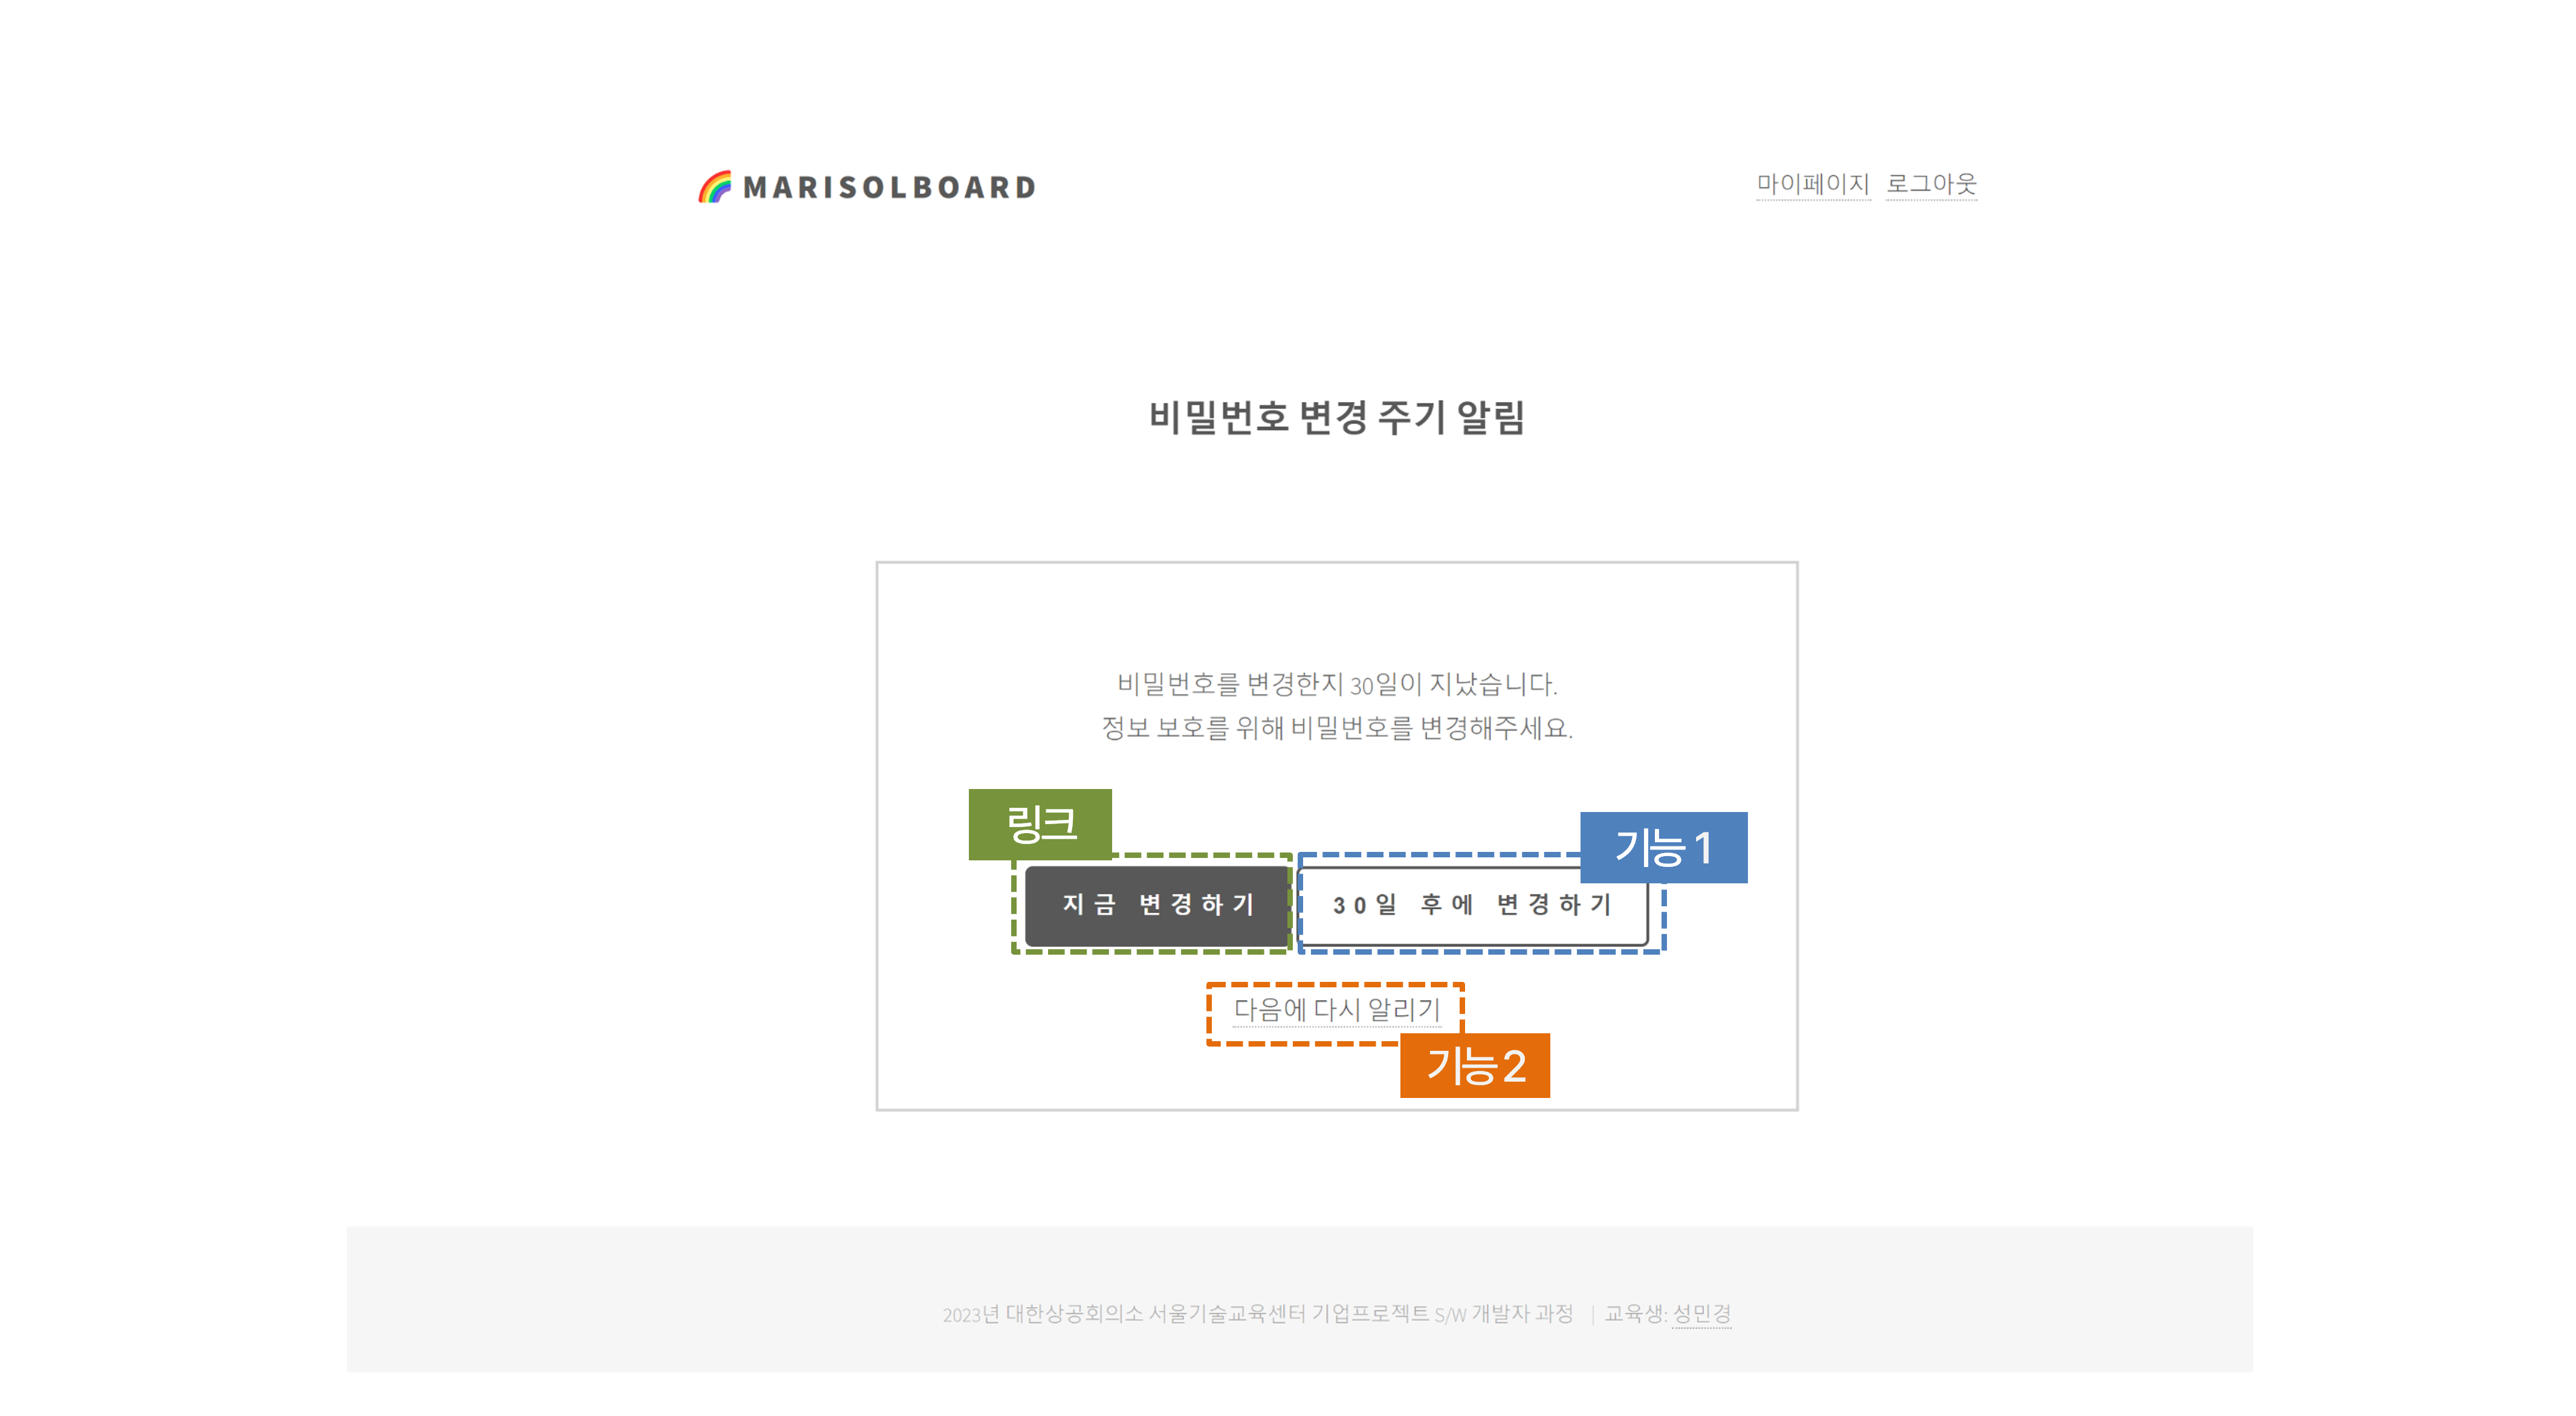 MARISOLBOARD
마이페이지 로그아웃
비밀번호 변경 주기 알림
비밀번호를 변경한지 30일이 지났습니다.
정보 보호를 위해 비밀번호를 변경해주세요.
링크
기능 1
지금 변경하기
30일 후에 변경하기
다음에 다시 알리기
기능2
2023년 대한상공회의소 서울기술교육센터 기업프로젝트 S/W 개발자 과정 | 교육생: 성민경